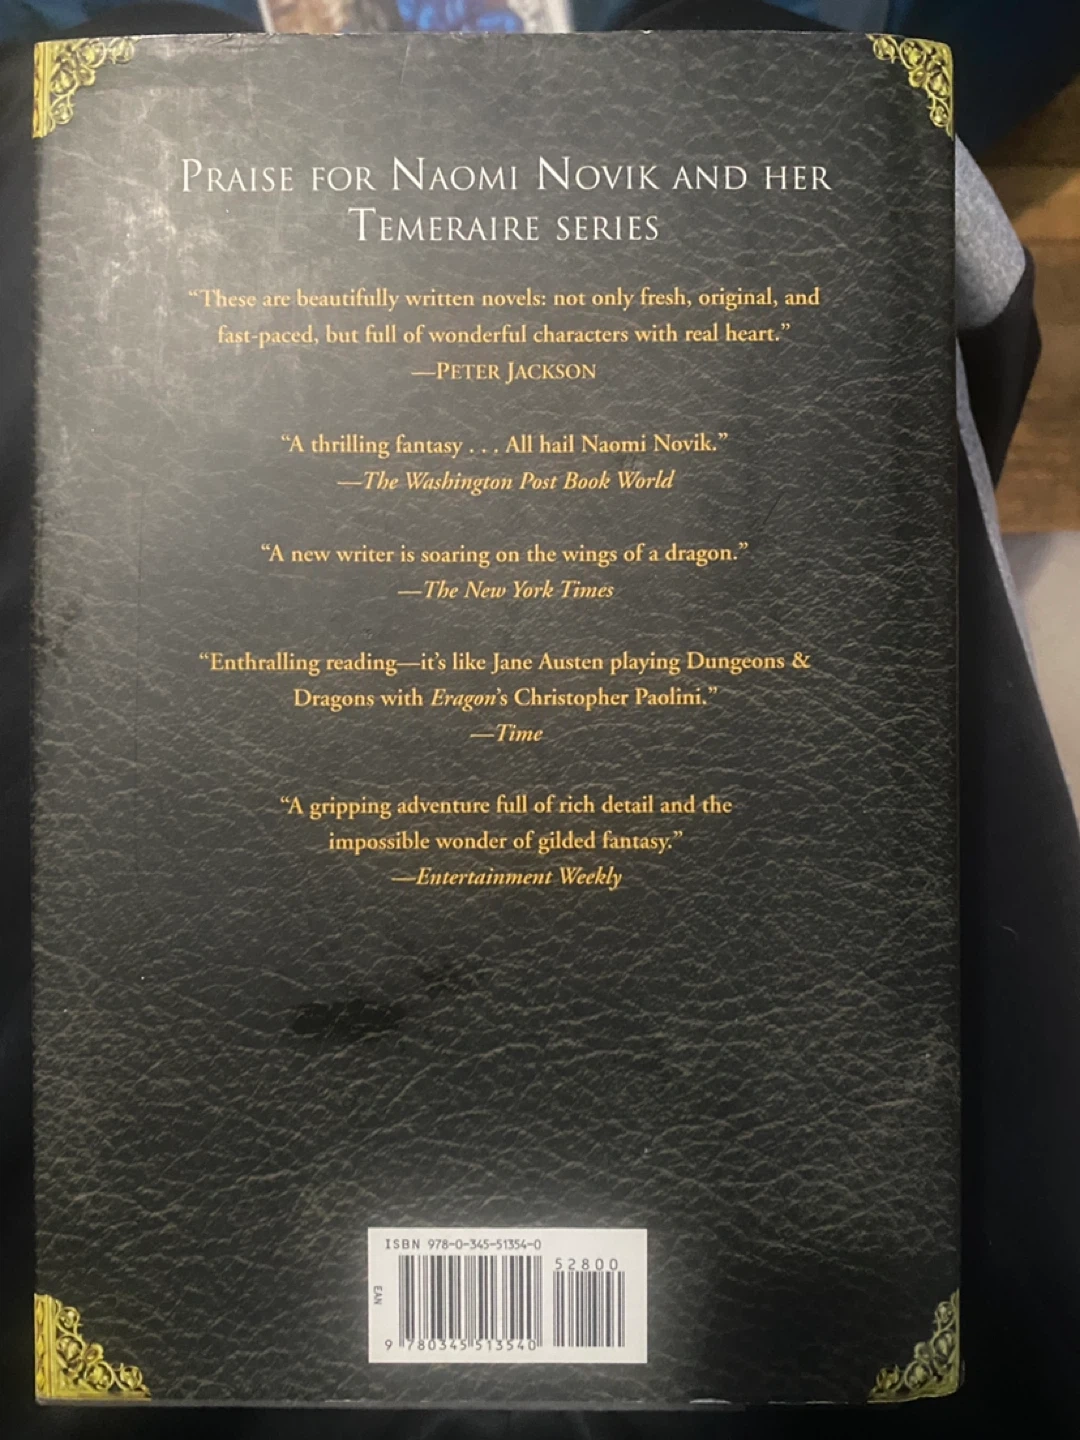 PRAISE FOR NAOMI NOVIK AND HER
TEMERAIRE SERIES
“These are beautifully written novels: not only fresh, original, and
fast-paced, but full of wonderful characters with real heart.”
—PETER JACKSON
“A thrilling fantasy . . . All hail Naomi Novik.”
—The Washington Post Book World
“A new writer is soaring on the wings of a dragon.”
—The New York Times
“Enthralling reading—it’s like Jane Austen playing Dungeons &
Dragons with Eragon’s Christopher Paolini.”
—Time
“A gripping adventure full of rich detail and the
impossible wonder of gilded fantasy.”
—Entertainment Weekly
ISBN 978-0-345-51354-0
52800
EAN
9 780345 513540